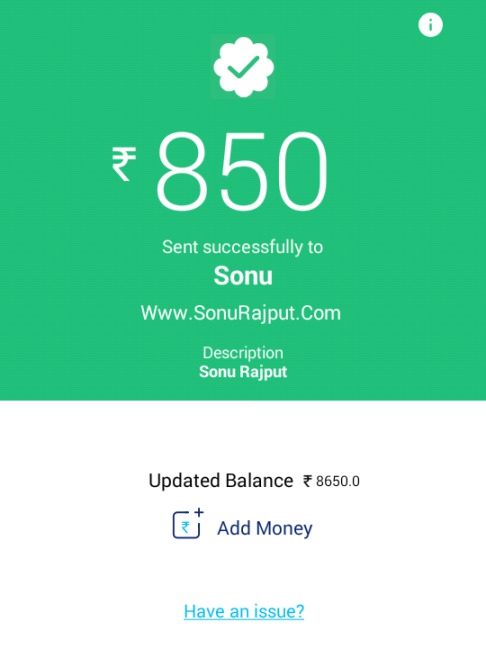 ₹ 850
Sent successfully to
Sonu
Www.SonuRajput.Com
Description
Sonu Rajput
Updated Balance ₹ 8650.0
₹ Add Money
Have an issue?